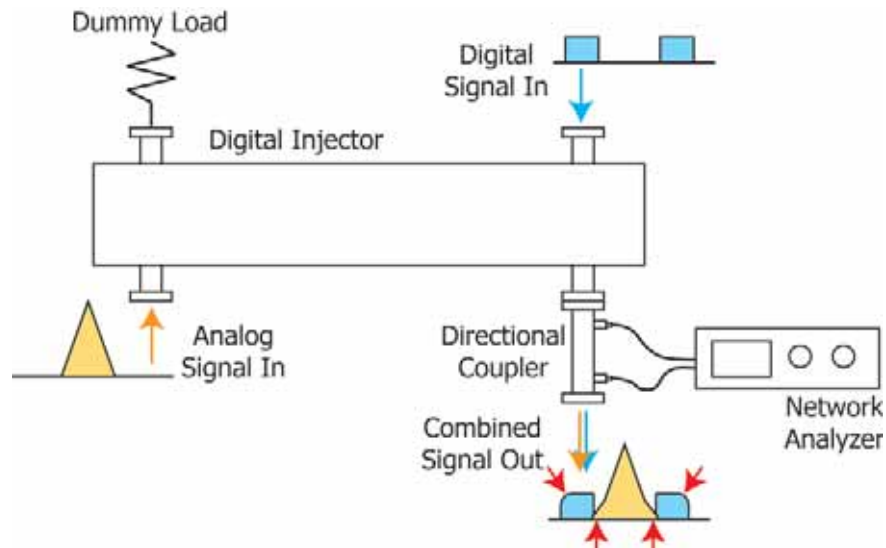 Dummy Load
Digital
Signal In
Digital Injector
Analog
Signal In
Directional
Coupler
Network
Analyzer
Combined
Signal Out